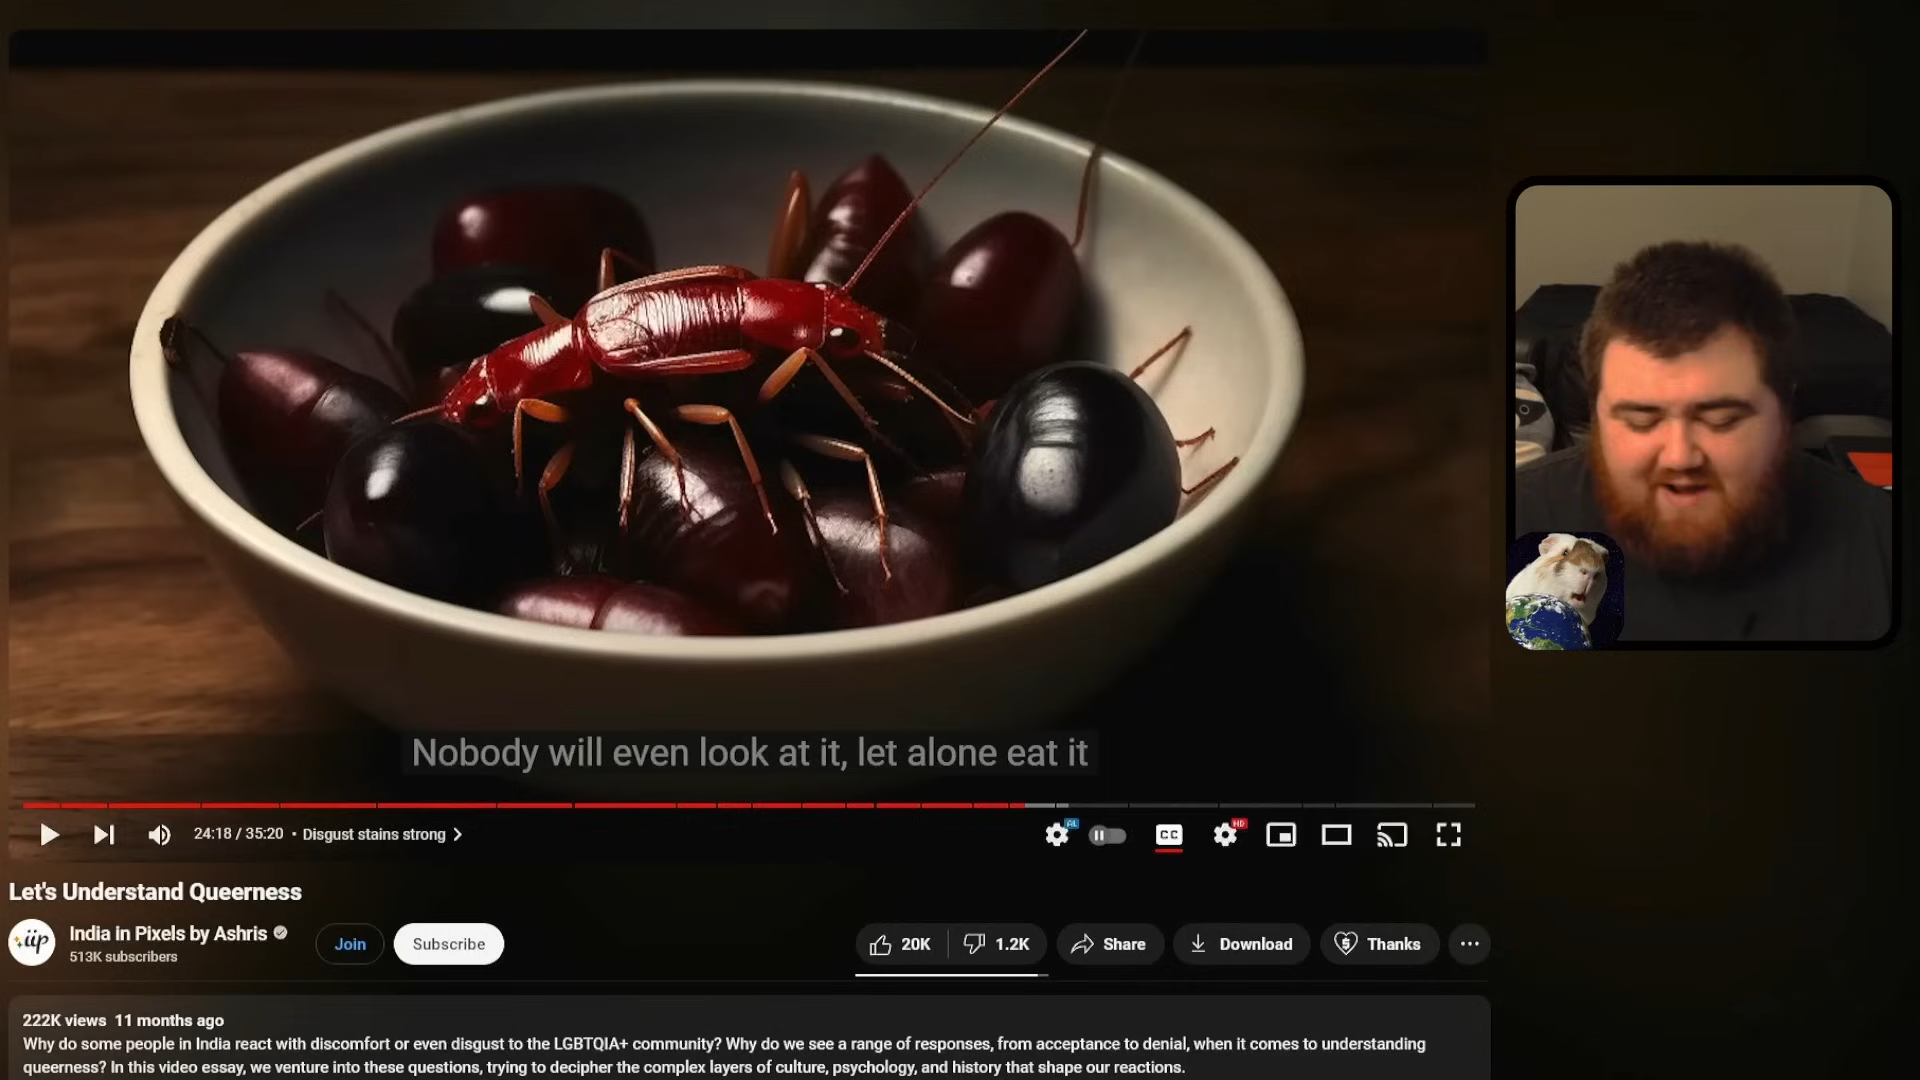 Nobody will even look at it, let alone eat it
24:18 / 35:20 • Disgust stains strong
AL
CC
HD
Let's Understand Queerness
iip
India in Pixels by Ashris
513K subscribers
Join
Subscribe
20K
1.2K
Share
Download
Thanks
222K views 11 months ago
Why do some people in India react with discomfort or even disgust to the LGBTQIA+ community? Why do we see a range of responses, from acceptance to denial, when it comes to understanding
queerness? In this video essay, we venture into these questions, trying to decipher the complex layers of culture, psychology, and history that shape our reactions.